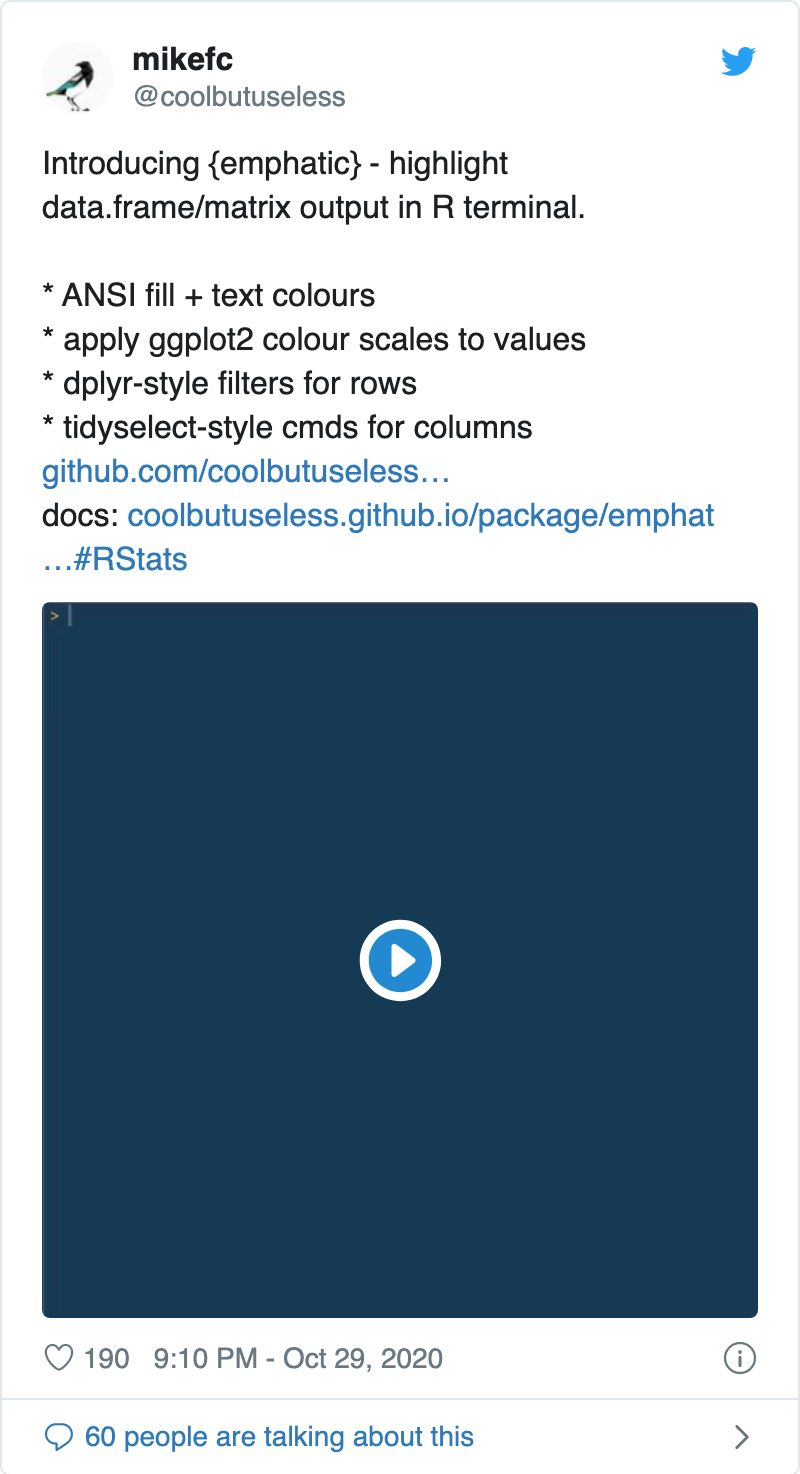 mikefc
@coolbutuseless
Introducing {emphatic} - highlight
data.frame/matrix output in R terminal.
* ANSI fill + text colours
* apply ggplot2 colour scales to values
* dplyr-style filters for rows
* tidyselect-style cmds for columns
github.com/coolbutuseless…
docs: coolbutuseless.github.io/package/emphat
…#RStats
>
190 9:10 PM - Oct 29, 2020
60 people are talking about this